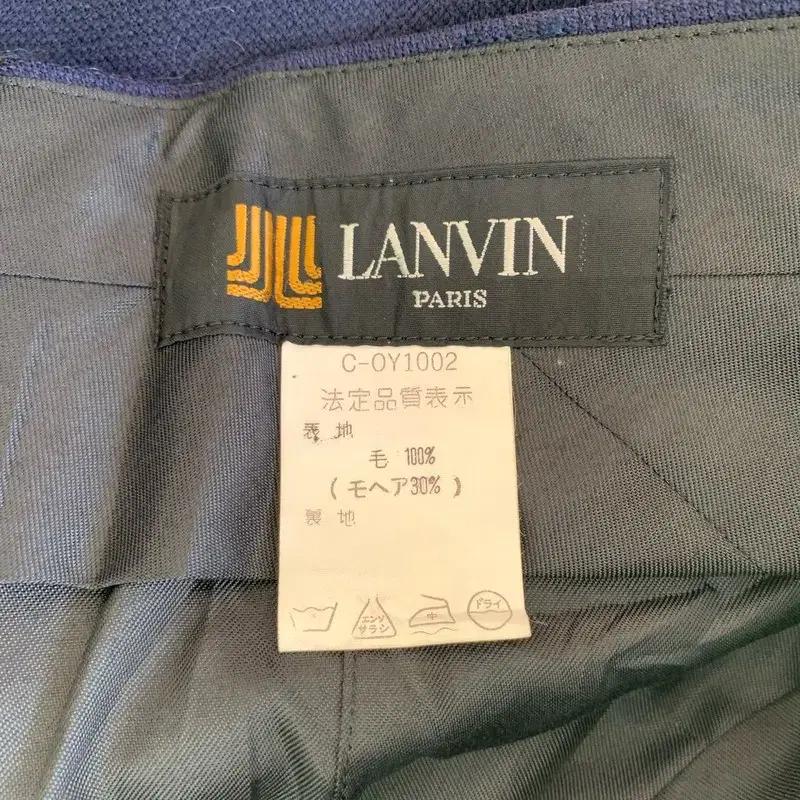 LANVIN
PARIS
C-OY1002
法定品質表示
表 地
毛 100%
( モヘア30% )
裏 地
エンソ
サラシ
中
ドライ